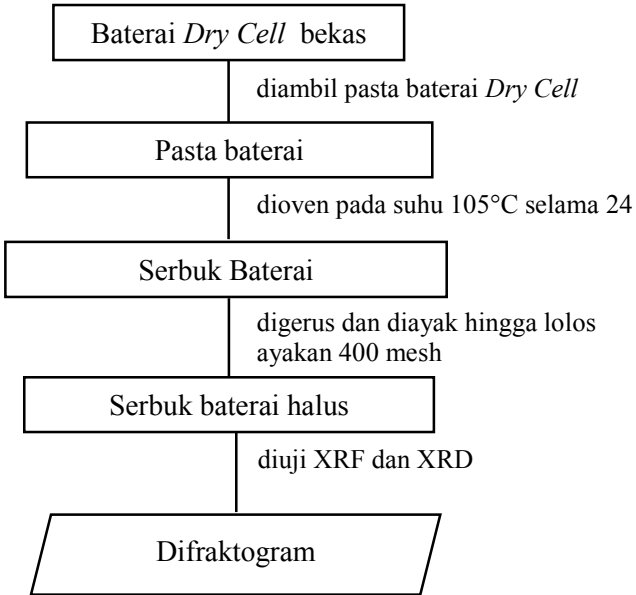 Baterai Dry Cell bekas
diambil pasta baterai Dry Cell
Pasta baterai
dioven pada suhu 105°C selama 24
Serbuk Baterai
digerus dan diayak hingga lolos
ayakan 400 mesh
Serbuk baterai halus
diuji XRF dan XRD
Difraktogram